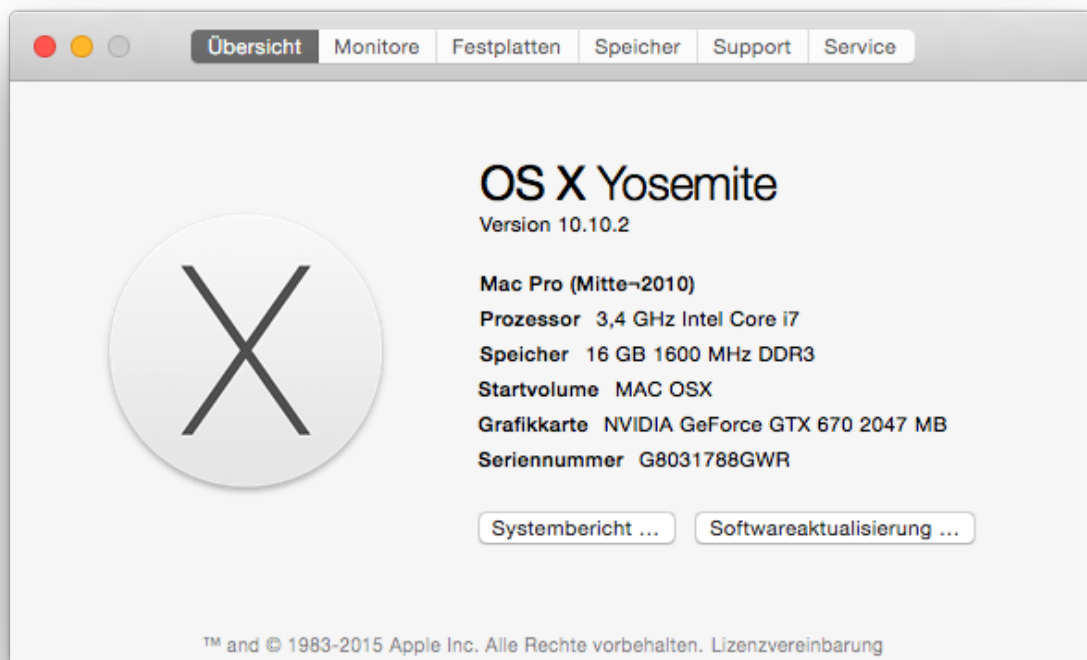 Übersicht Monitore Festplatten Speicher Support Service
OS X Yosemite
Version 10.10.2
Mac Pro (Mitte¬2010)
Prozessor 3,4 GHz Intel Core i7
Speicher 16 GB 1600 MHz DDR3
Startvolume MAC OSX
Grafikkarte NVIDIA GeForce GTX 670 2047 MB
Seriennummer G8031788GWR
Systembericht ... Softwareaktualisierung ...
™ and © 1983-2015 Apple Inc. Alle Rechte vorbehalten. Lizenzvereinbarung